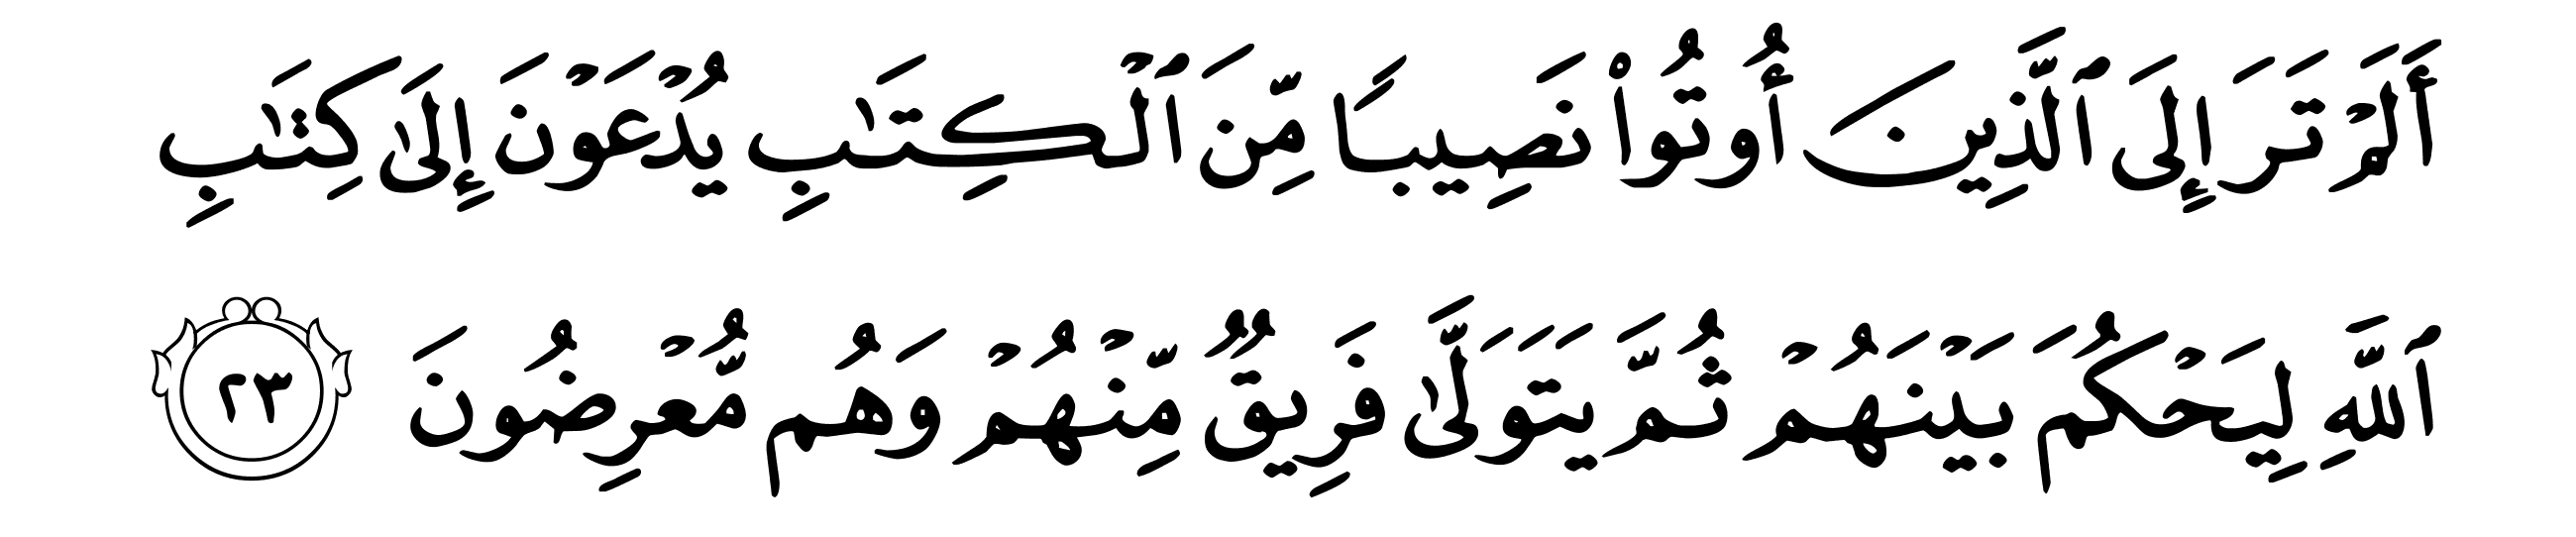 أَلَمۡ تَرَ إِلَى ٱلَّذِينَ أُوتُواْ نَصِيبٗا مِّنَ ٱلۡكِتَٰبِ يُدۡعَوۡنَ إِلَىٰ كِتَٰبِ
ٱللَّهِ لِيَحۡكُمَ بَيۡنَهُمۡ ثُمَّ يَتَوَلَّىٰ فَرِيقٞ مِّنۡهُمۡ وَهُم مُّعۡرِضُونَ ٢٣